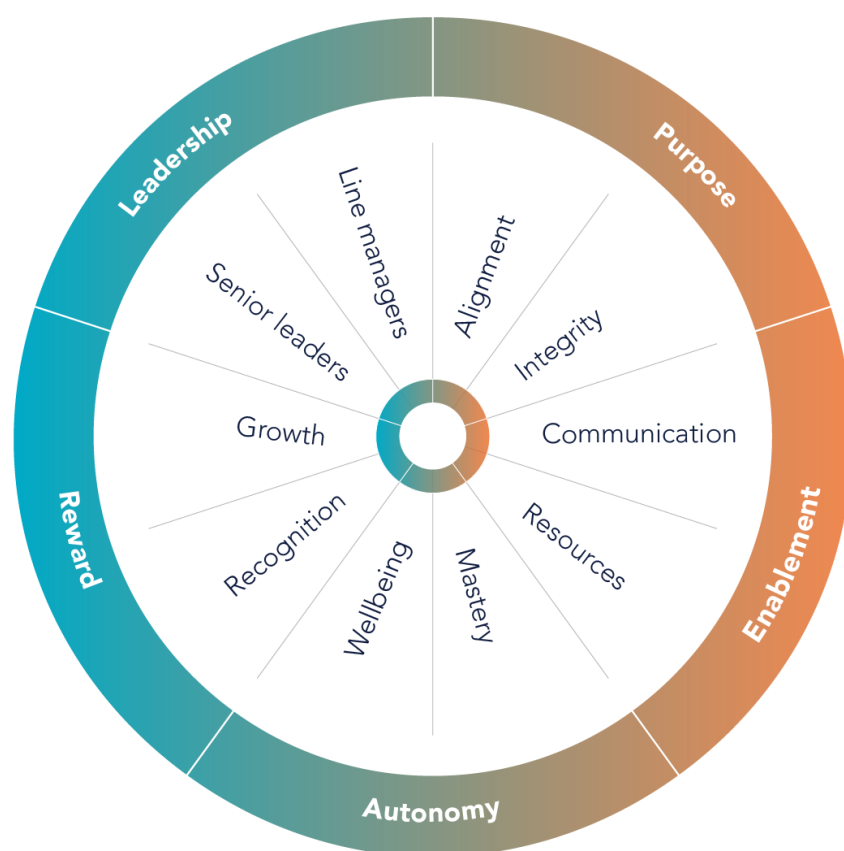 Leadership
Purpose
Enablement
Autonomy
Reward
Line managers
Alignment
Integrity
Communication
Resources
Mastery
Wellbeing
Recognition
Growth
Senior leaders